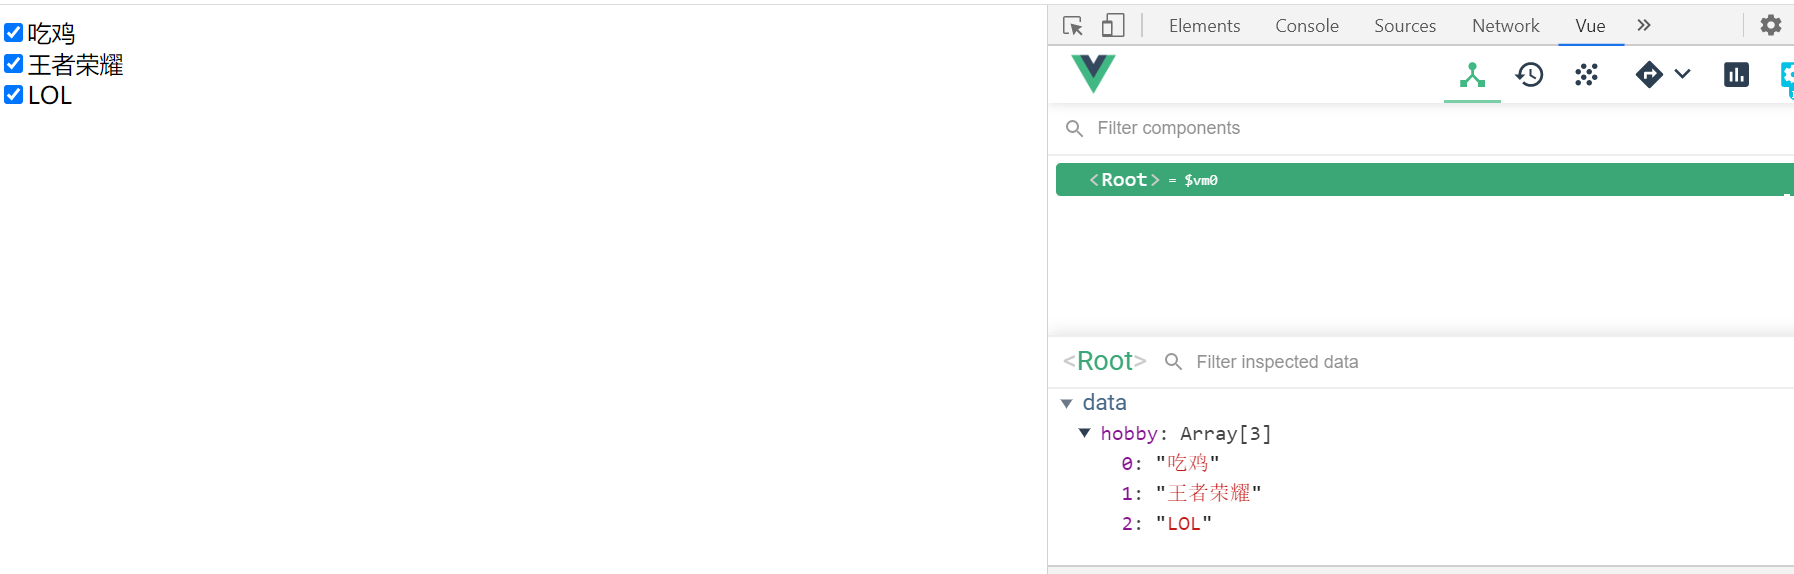 吃鸡
王者荣耀
LOL
Elements Console Sources Network Vue
Filter components
<Root> = $vm0
<Root> Filter inspected data
data
hobby: Array[3]
0: "吃鸡"
1: "王者荣耀"
2: "LOL"